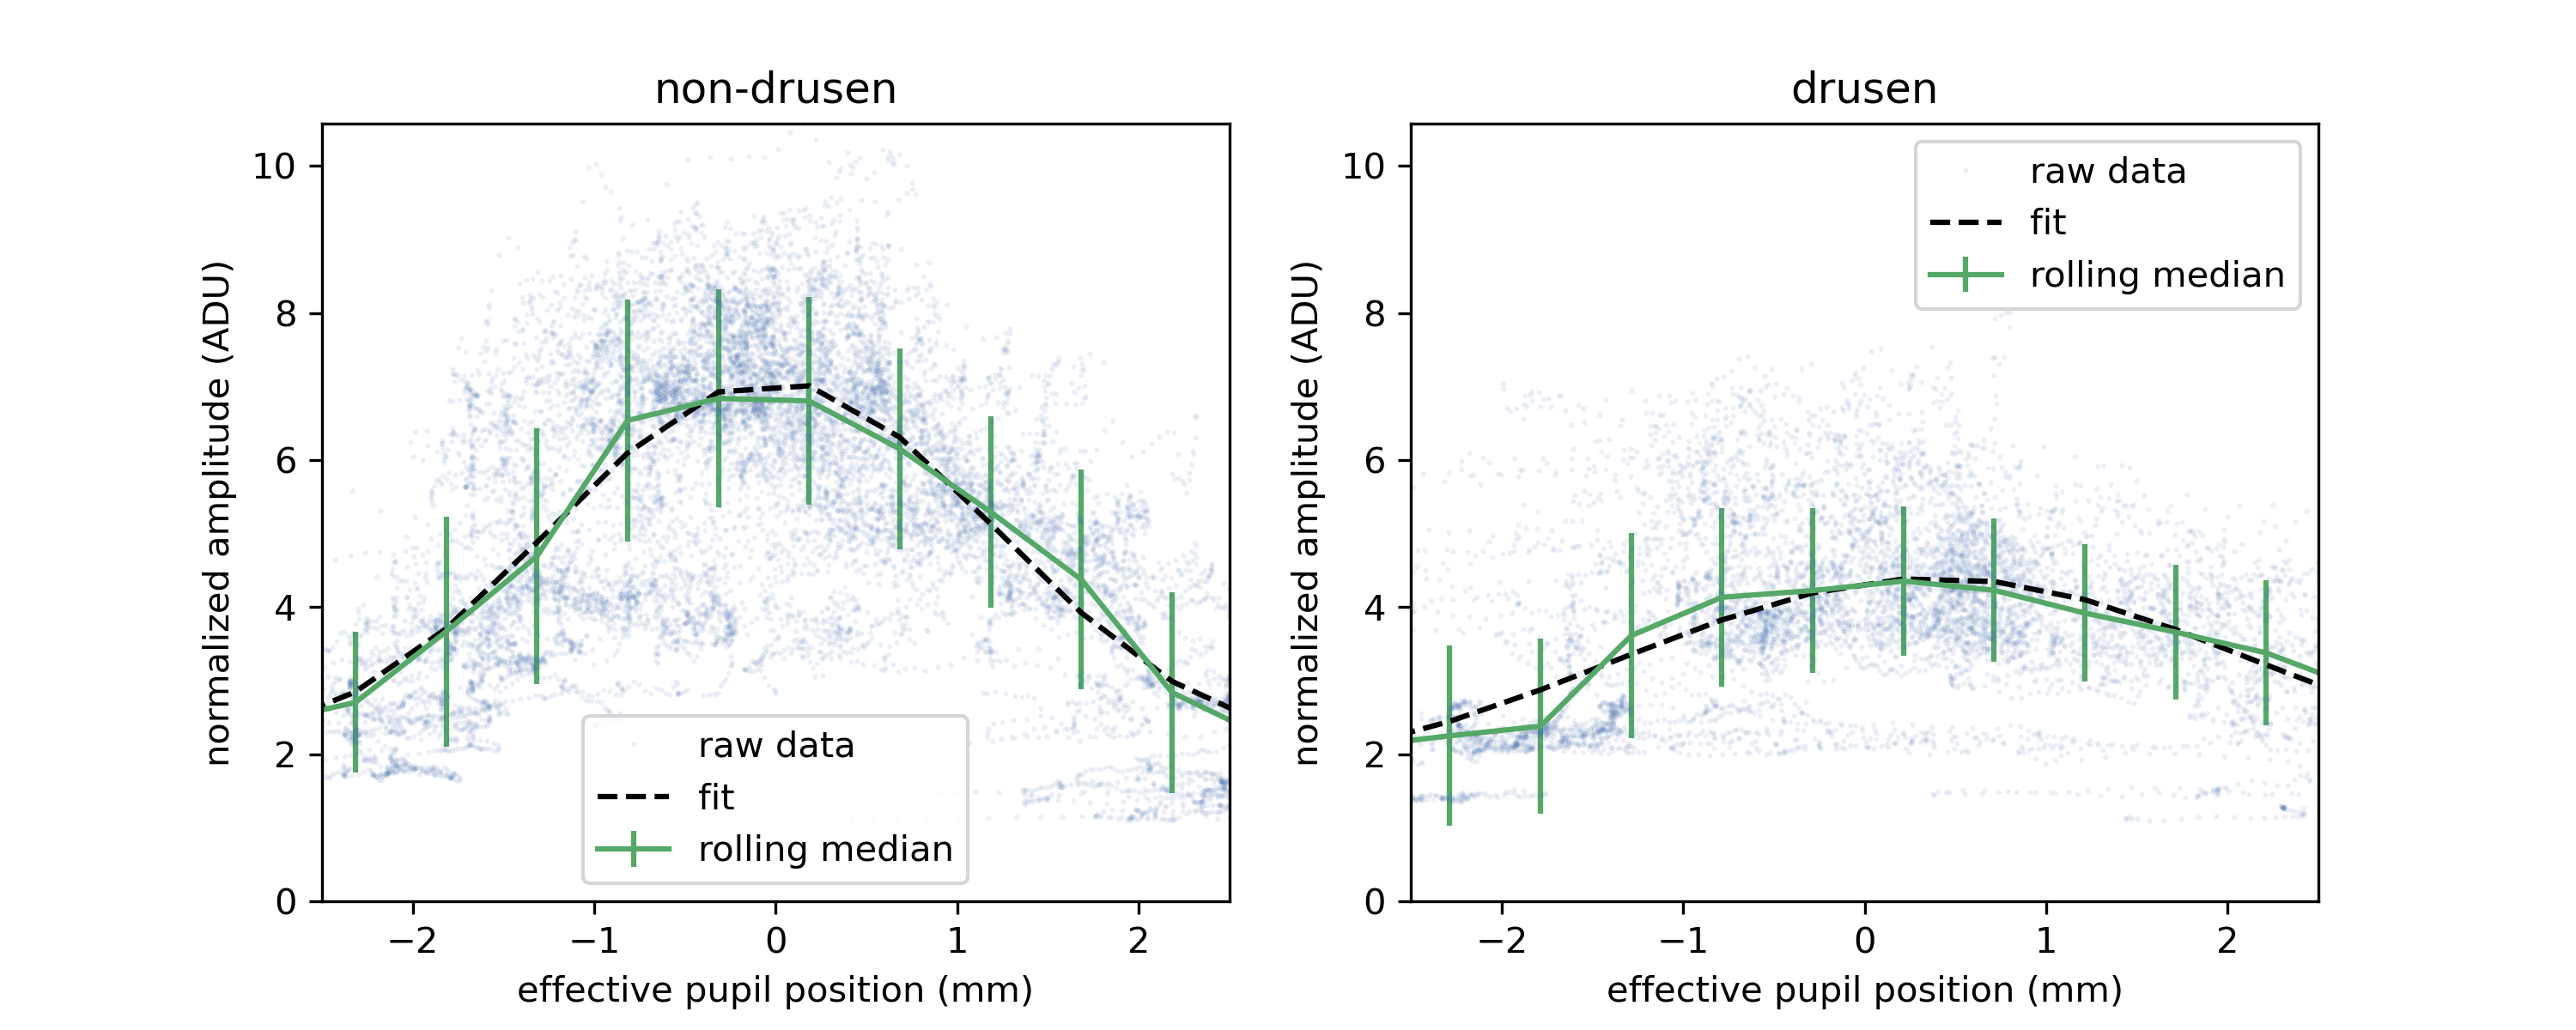 non-drusen
normalized amplitude (ADU)
10
8
6
4
2
0
raw data
fit
rolling median
−2
−1
0
1
2
effective pupil position (mm)
drusen
normalized amplitude (ADU)
10
8
6
4
2
0
raw data
fit
rolling median
−2
−1
0
1
2
effective pupil position (mm)